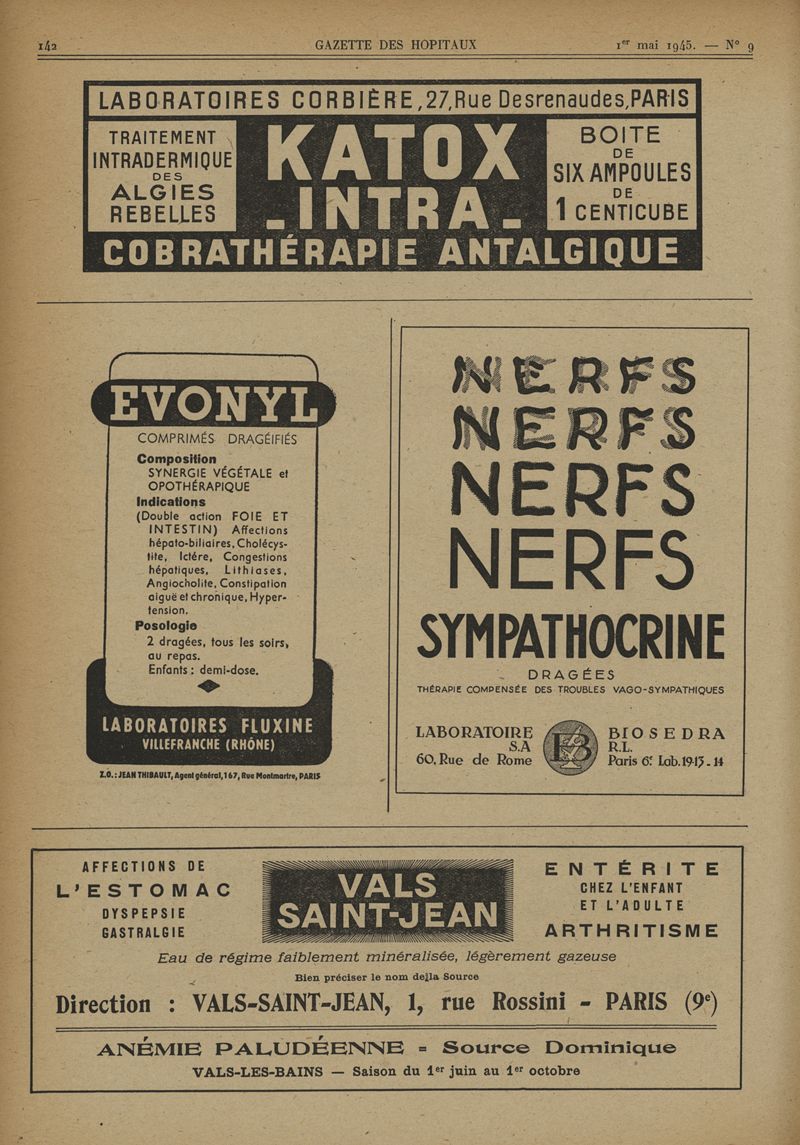 142
GAZETTE DES HOPITAUX
1er mai 1945. — N° 9
LABORATOIRES CORBIÈRE, 27, Rue Desrenaudes, PARIS
TRAITEMENT
INTRADERMIQUE
DES
ALGIES
REBELLES
KATOX
-INTRA-
BOITE
DE
SIX AMPOULES
DE
1 CENTICUBE
COBRATHÉRAPIE ANTALGIQUE
EVONYL
COMPRIMÉS DRAGÉIFIÉS
Composition
SYNERGIE VÉGÉTALE et
OPOTHÉRAPIQUE
Indications
(Double action FOIE ET
INTESTIN) Affections
hépato-biliaires, Cholécys-
tite, Ictére, Congestions
hépatiques, Lithiases,
Angiocholite, Constipation
aiguë et chronique, Hyper-
tension.
Posologie
2 dragées, tous les soirs,
au repas.
Enfants : demi-dose.
LABORATOIRES FLUXINE
VILLEFRANCHE (RHÔNE)
Z.O. : JEAN THIBAULT, Agent général, 167, Rue Montmartre, PARIS
NERFS
NERFS
NERFS
NERFS
SYMPATHOCRINE
DRAGÉES
THÉRAPIE COMPENSÉE DES TROUBLES VAGO-SYMPATHIQUES
LABORATOIRE BIOSEDRA
S.A R.L.
60, Rue de Rome Paris 6e Lab. 19-13 - 14
AFFECTIONS DE
L'ESTOMAC
DYSPEPSIE
GASTRALGIE
VALS
SAINT-JEAN
ENTÉRITE
CHEZ L'ENFANT
ET L'ADULTE
ARTHRITISME
Eau de régime faiblement minéralisée, légèrement gazeuse
Bien préciser le nom de la Source
Direction : VALS-SAINT-JEAN, 1, rue Rossini - PARIS (9e)
ANÉMIE PALUDÉENNE = Source Dominique
VALS-LES-BAINS — Saison du 1er juin au 1er octobre